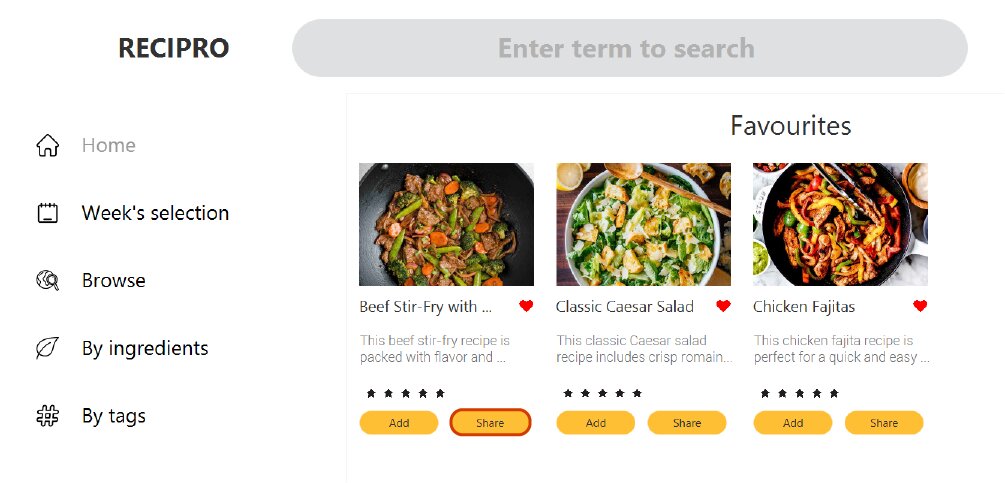 RECIPRO
Enter term to search
Home
Week's selection
Browse
By ingredients
By tags
Favourites
Beef Stir-Fry with ...
This beef stir-fry recipe is
packed with flavor and ...
Add
Share
Classic Caesar Salad
This classic Caesar salad
recipe includes crisp romain...
Add
Share
Chicken Fajitas
This chicken fajita recipe is
perfect for a quick and easy ...
Add
Share